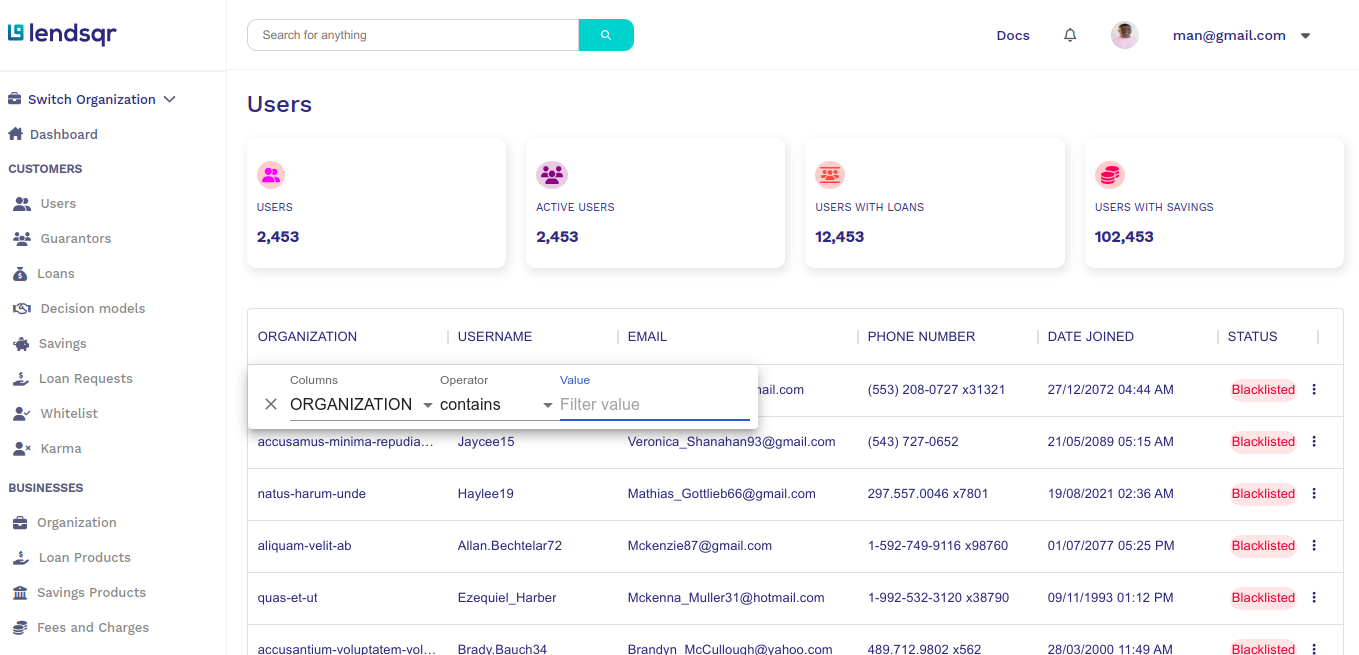 lendsqr
Search for anything
Docs
man@gmail.com
Switch Organization
Dashboard
CUSTOMERS
Users
Guarantors
Loans
Decision models
Savings
Loan Requests
Whitelist
Karma
BUSINESSES
Organization
Loan Products
Savings Products
Fees and Charges
Users
USERS
2,453
ACTIVE USERS
2,453
USERS WITH LOANS
12,453
USERS WITH SAVINGS
102,453
ORGANIZATION USERNAME EMAIL PHONE NUMBER DATE JOINED STATUS
Columns Operator Value
ORGANIZATION contains Filter value
mail.com (553) 208-0727 x31321 27/12/2072 04:44 AM Blacklisted
accusamus-minima-repudia... Jaycee15 Veronica_Shanahan93@gmail.com (543) 727-0652 21/05/2089 05:15 AM Blacklisted
natus-harum-unde Haylee19 Mathias_Gottlieb66@gmail.com 297.557.0046 x7801 19/08/2021 02:36 AM Blacklisted
aliquam-velit-ab Allan.Bechtelar72 Mckenzie87@gmail.com 1-592-749-9116 x98760 01/07/2077 05:25 PM Blacklisted
quas-et-ut Ezequiel_Harber Mckenna_Muller31@hotmail.com 1-992-532-3120 x38790 09/11/1993 01:12 PM Blacklisted
accusantium-voluptatem-vol... Brady.Bauch34 Brandyn_McCullough@yahoo.com 489.712.9802 x562 28/03/2000 11:49 AM Blacklisted